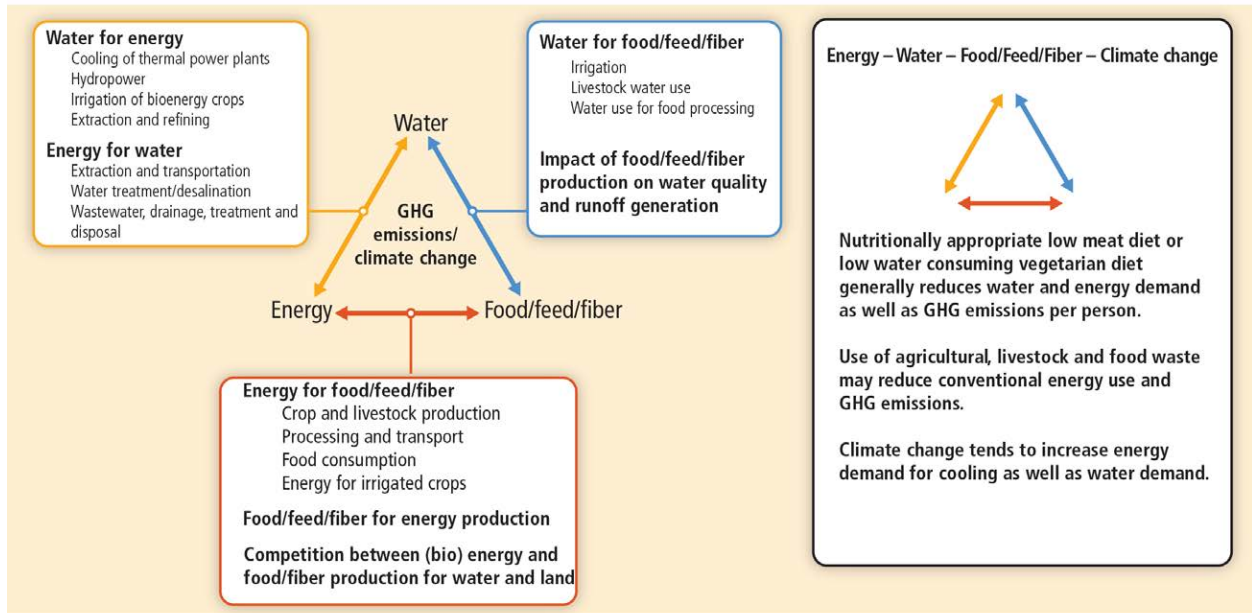 Water for energy
Cooling of thermal power plants
Hydropower
Irrigation of bioenergy crops
Extraction and refining
Energy for water
Extraction and transportation
Water treatment/desalination
Wastewater, drainage, treatment and
disposal
Water for food/feed/fiber
Irrigation
Livestock water use
Water use for food processing
Impact of food/feed/fiber
production on water quality
and runoff generation
Water
GHG
emissions/
climate change
Energy
Food/feed/fiber
Energy for food/feed/fiber
Crop and livestock production
Processing and transport
Food consumption
Energy for irrigated crops
Food/feed/fiber for energy production
Competition between (bio) energy and
food/fiber production for water and land
Energy – Water – Food/Feed/Fiber – Climate change
Nutritionally appropriate low meat diet or
low water consuming vegetarian diet
generally reduces water and energy demand
as well as GHG emissions per person.
Use of agricultural, livestock and food waste
may reduce conventional energy use and
GHG emissions.
Climate change tends to increase energy
demand for cooling as well as water demand.